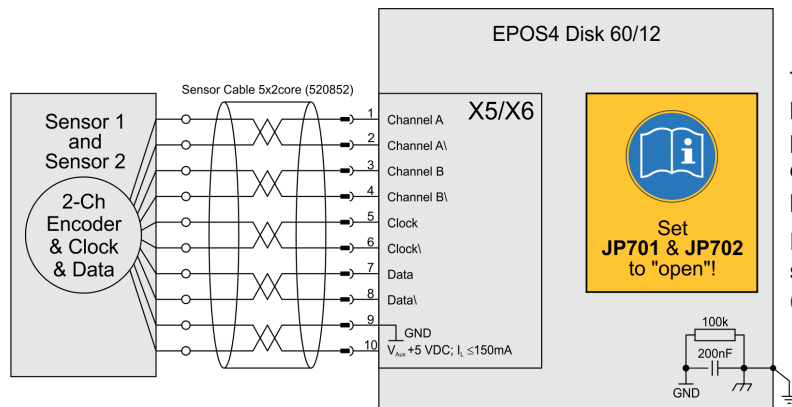 EPOS4 Disk 60/12
Sensor Cable 5x2core (520852)
Sensor 1
and
Sensor 2
2-Ch
Encoder
& Clock
& Data
X5/X6
1 Channel A
2 Channel A\
3 Channel B
4 Channel B\
5 Clock
6 Clock\
7 Data
8 Data\
9 GND
10 VAux +5 VDC; IL ≤150mA
i
Set
JP701 & JP702
to "open"!
100k
200nF
GND